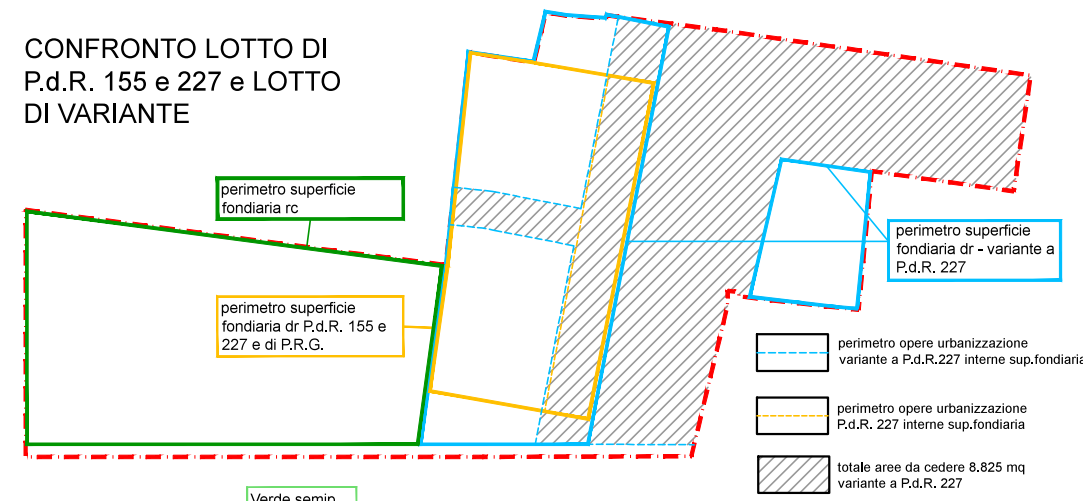 CONFRONTO LOTTO DI
P.d.R. 155 e 227 e LOTTO
DI VARIANTE
perimetro superficie
fondiaria rc
perimetro superficie
fondiaria dr P.d.R. 155 e
227 e di P.R.G.
perimetro superficie
fondiaria dr - variante a
P.d.R. 227
perimetro opere urbanizzazione
variante a P.d.R.227 interne sup.fondiaria
perimetro opere urbanizzazione
P.d.R. 227 interne sup.fondiaria
totale aree da cedere 8.825 mq
variante a P.d.R. 227
Verde semip